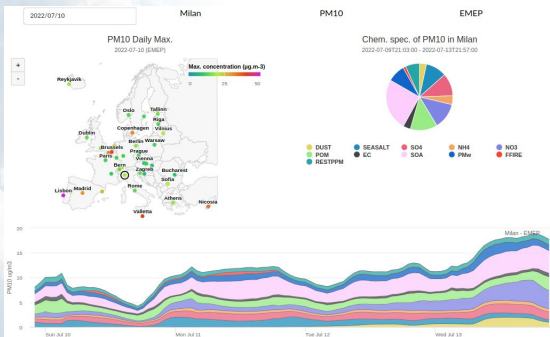 2022/07/10
Milan
PM10
EMEP
PM10 Daily Max.
2022-07-10 (EMEP)
+
-
Max. concentration (µg.m-3)
0 25 50
Reykjavik
Oslo
Tallinn
Riga
Copenhagen
Vilnius
Dublin
Berlin
Warsaw
Brussels
Prague
Paris
Vienna
Bern
Zagreb
Bucharest
Sofia
Lisbon
Madrid
Rome
Athens
Nicosia
Valletta
Chem. spec. of PM10 in Milan
2022-07-09T21:03:00 - 2022-07-13T21:57:00
DUST SEASALT SO4 NH4 NO3
POM EC SOA PMw FFIRE
RESTPPM
Milan - EMEP
PM10 ug/m3
20
15
10
5
0
Sun Jul 10
Mon Jul 11
Tue Jul 12
Wed Jul 13